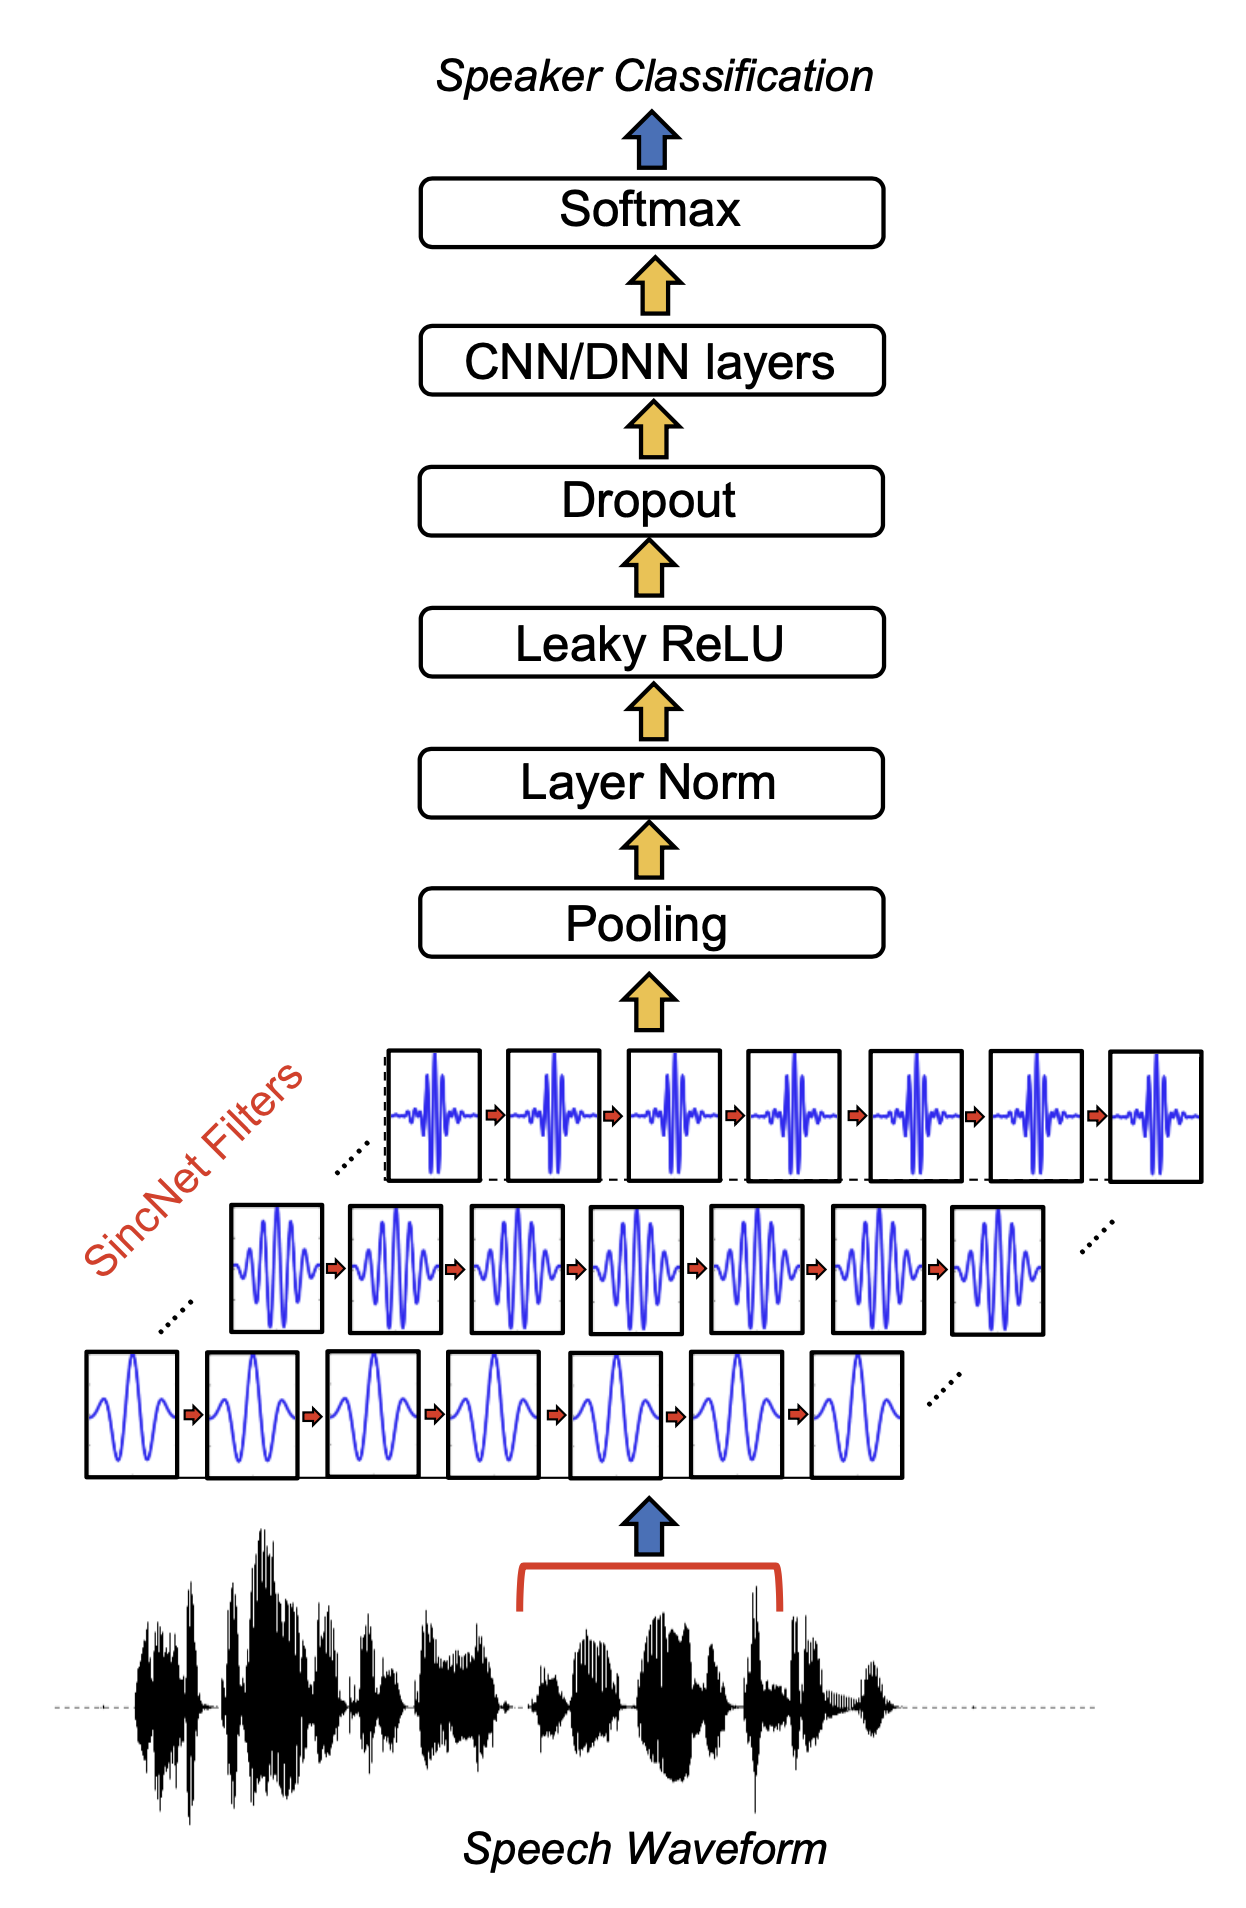 Speaker Classification
Softmax
CNN/DNN layers
Dropout
Leaky ReLU
Layer Norm
Pooling
SincNet Filters
Speech Waveform